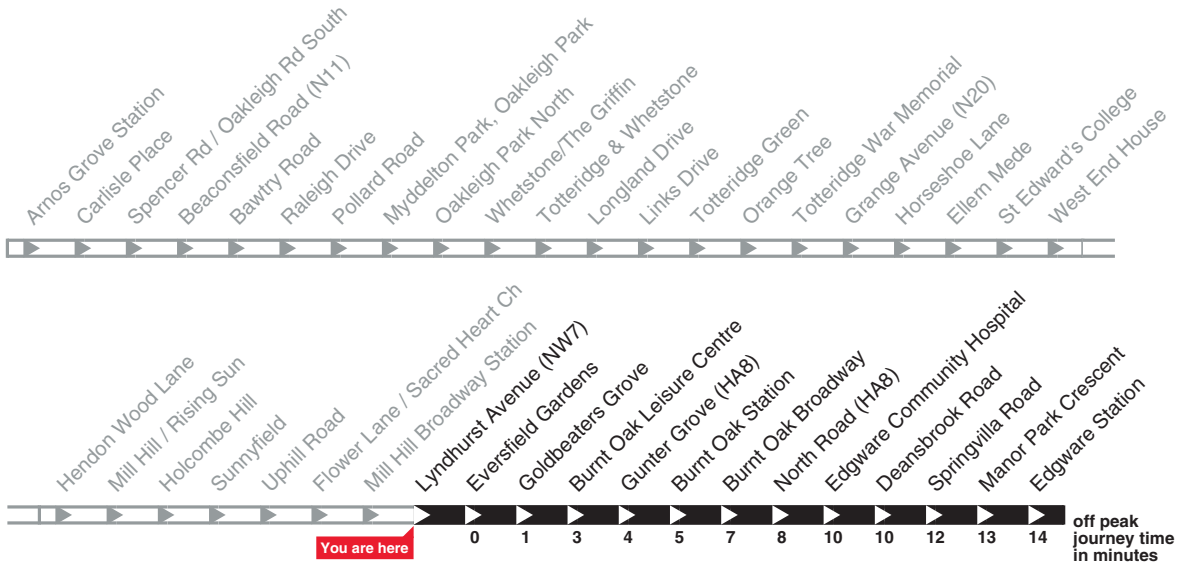 Arnos Grove Station
Carlisle Place
Spencer Rd / Oakleigh Rd South
Beaconsfield Road (N11)
Bawtry Road
Raleigh Drive
Pollard Road
Myddelton Park, Oakleigh Park
Oakleigh Park North
Whetstone/The Griffin
Totteridge & Whetstone
Longland Drive
Links Drive
Totteridge Green
Orange Tree
Totteridge War Memorial
Grange Avenue (N20)
Horseshoe Lane
Ellern Mede
St Edward's College
West End House
Hendon Wood Lane
Mill Hill / Rising Sun
Holcombe Hill
Sunnyfield
Uphill Road
Flower Lane / Sacred Heart Ch
Mill Hill Broadway Station
Lyndhurst Avenue (NW7)
Eversfield Gardens
Goldbeaters Grove
Burnt Oak Leisure Centre
Gunter Grove (HA8)
Burnt Oak Station
Burnt Oak Broadway
North Road (HA8)
Edgware Community Hospital
Deansbrook Road
Springvilla Road
Manor Park Crescent
Edgware Station
You are here
0 1 3 4 5 7 8 10 10 12 13 14
off peak
journey time
in minutes